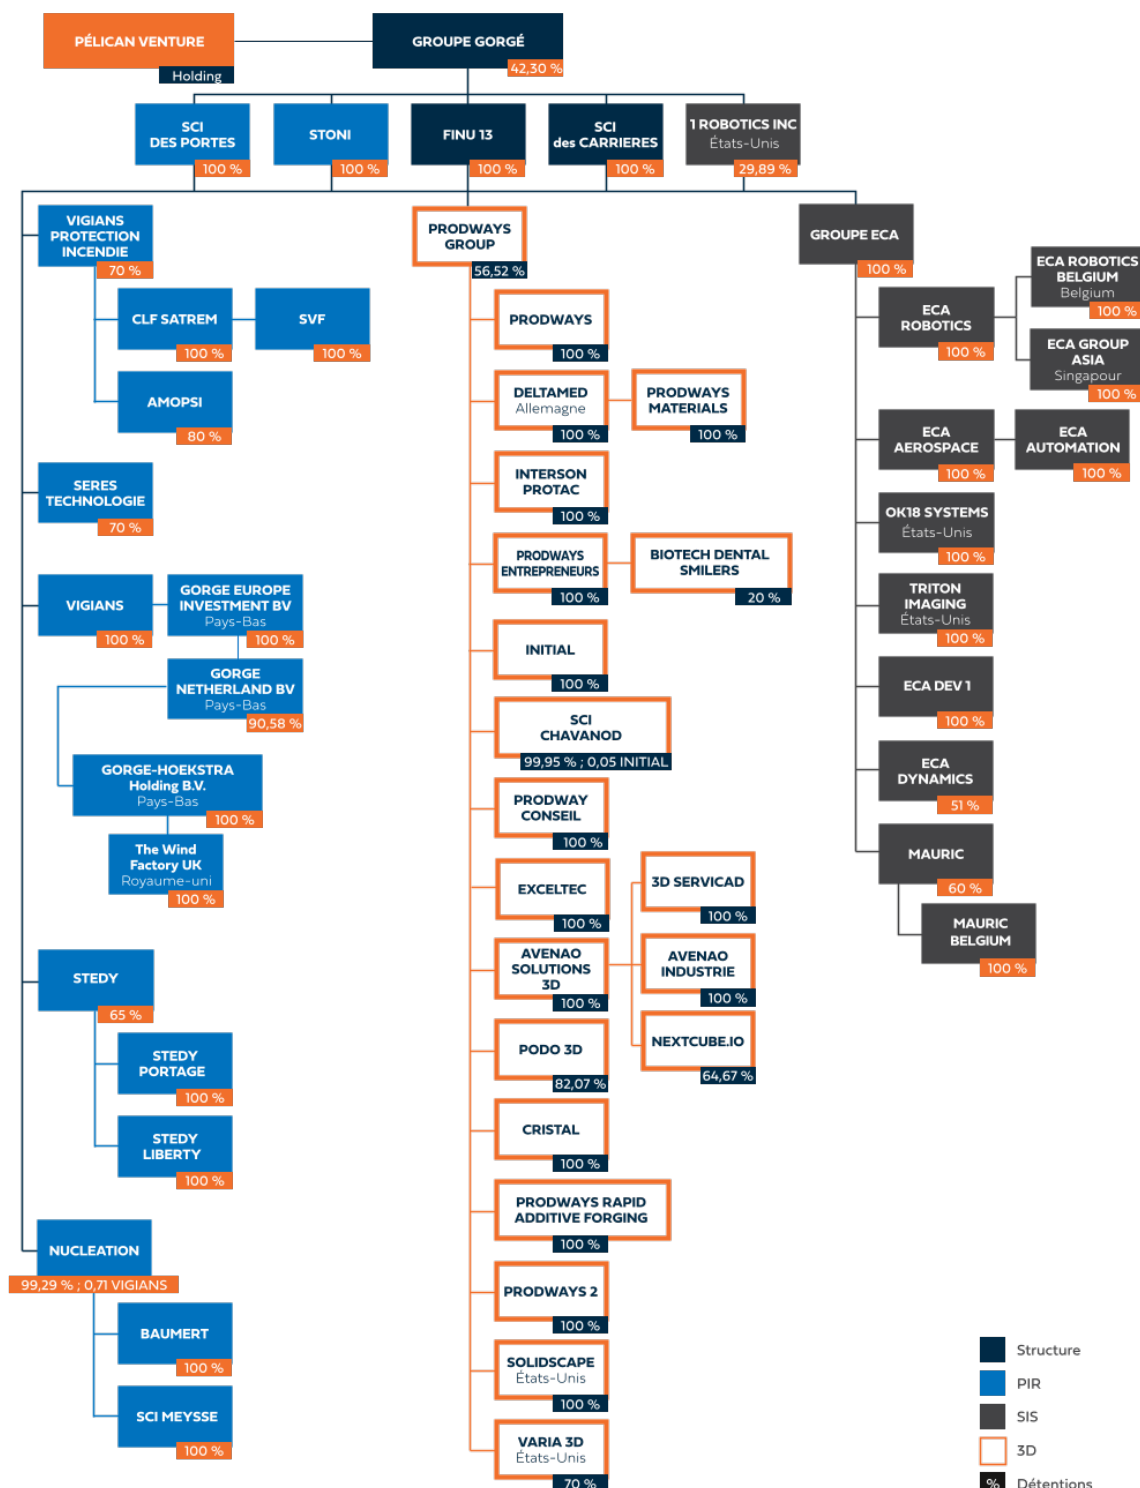 PÉLICAN VENTURE
Holding
GROUPE GORGÉ
42,30 %
SCI
DES PORTES
100 %
STONI
100 %
FINU 13
100 %
SCI
des CARRIERES
100 %
1 ROBOTICS INC
États-Unis
29,89 %
VIGIANS
PROTECTION
INCENDIE
70 %
CLF SATREM
100 %
SVF
100 %
AMOPSI
80 %
SERES
TECHNOLOGIE
70 %
VIGIANS
100 %
GORGE EUROPE
INVESTMENT BV
Pays-Bas
100 %
GORGE
NETHERLAND BV
Pays-Bas
90,58 %
GORGE-HOEKSTRA
Holding B.V.
Pays-Bas
100 %
The Wind
Factory UK
Royaume-uni
100 %
STEDY
65 %
STEDY
PORTAGE
100 %
STEDY
LIBERTY
100 %
NUCLEATION
99,29 % ; 0,71 VIGIANS
BAUMERT
100 %
SCI MEYSSE
100 %
PRODWAYS
GROUP
56,52 %
PRODWAYS
100 %
DELTAMED
Allemagne
100 %
PRODWAYS
MATERIALS
100 %
INTERSON
PROTAC
100 %
PRODWAYS
ENTREPRENEURS
100 %
BIOTECH DENTAL
SMILERS
20 %
INITIAL
100 %
SCI
CHAVANOD
99,95 % ; 0,05 INITIAL
PRODWAY
CONSEIL
100 %
EXCELTEC
100 %
AVENAO
SOLUTIONS
3D
100 %
3D SERVICAD
100 %
AVENAO
INDUSTRIE
100 %
NEXTCUBE.IO
64,67 %
PODO 3D
82,07 %
CRISTAL
100 %
PRODWAYS RAPID
ADDITIVE FORGING
100 %
PRODWAYS 2
100 %
SOLIDSCAPE
États-Unis
100 %
VARIA 3D
États-Unis
70 %
GROUPE ECA
100 %
ECA
ROBOTICS
100 %
ECA ROBOTICS
BELGIUM
Belgium
100 %
ECA GROUP
ASIA
Singapour
100 %
ECA
AEROSPACE
100 %
ECA
AUTOMATION
100 %
OK18 SYSTEMS
États-Unis
100 %
TRITON
IMAGING
États-Unis
100 %
ECA DEV 1
100 %
ECA
DYNAMICS
51 %
MAURIC
60 %
MAURIC
BELGIUM
100 %
Structure
PIR
SIS
3D
% Détentions